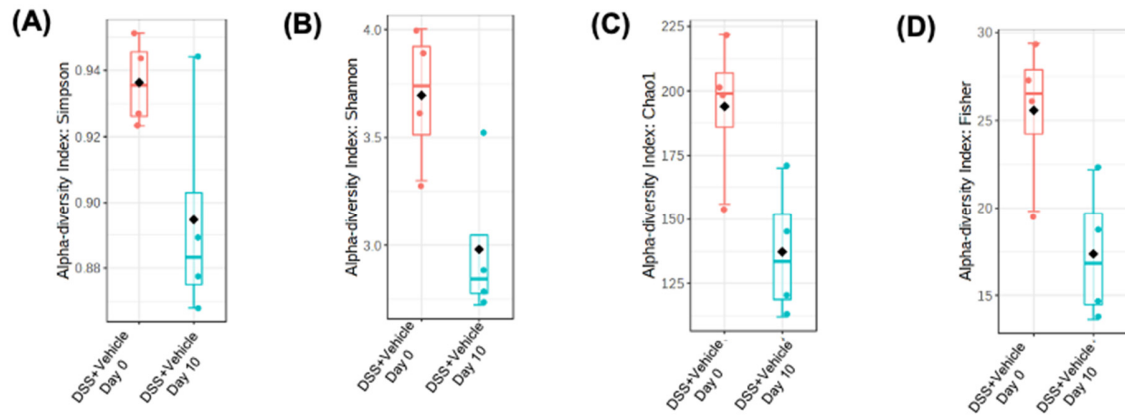 (A)
Alpha-diversity Index: Simpson
0.94
0.92
0.90
0.88
DSS+Vehicle
Day 0
DSS+Vehicle
Day 10
(B)
Alpha-diversity Index: Shannon
4.0
3.5
3.0
DSS+Vehicle
Day 0
DSS+Vehicle
Day 10
(C)
Alpha-diversity Index: Chao1
225
200
175
150
125
DSS+Vehicle
Day 0
DSS+Vehicle
Day 10
(D)
Alpha-diversity Index: Fisher
30
25
20
15
DSS+Vehicle
Day 0
DSS+Vehicle
Day 10